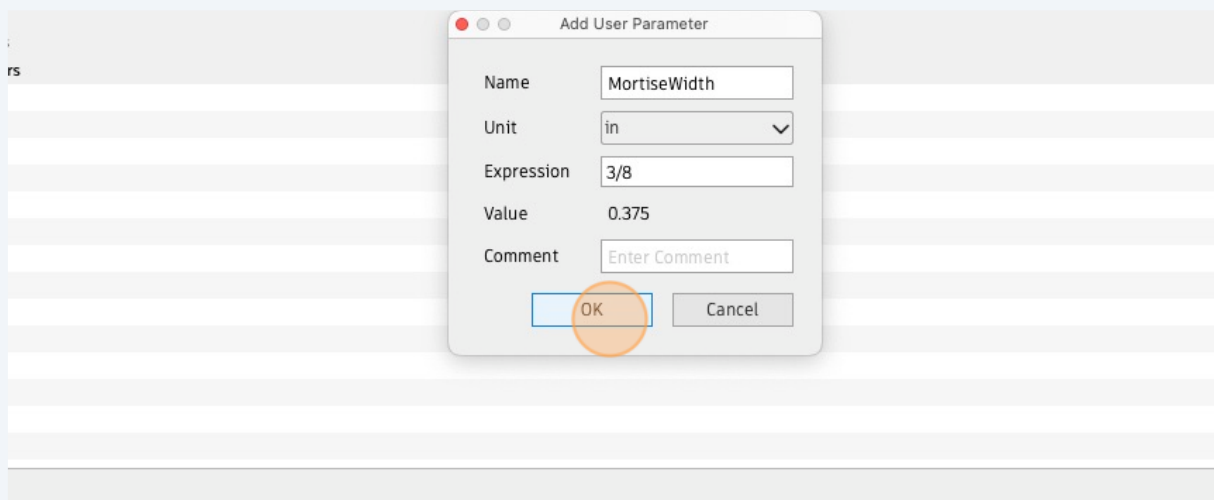 Add User Parameter
rs
Name MortiseWidth
Unit in
Expression 3/8
Value 0.375
Comment Enter Comment
OK Cancel